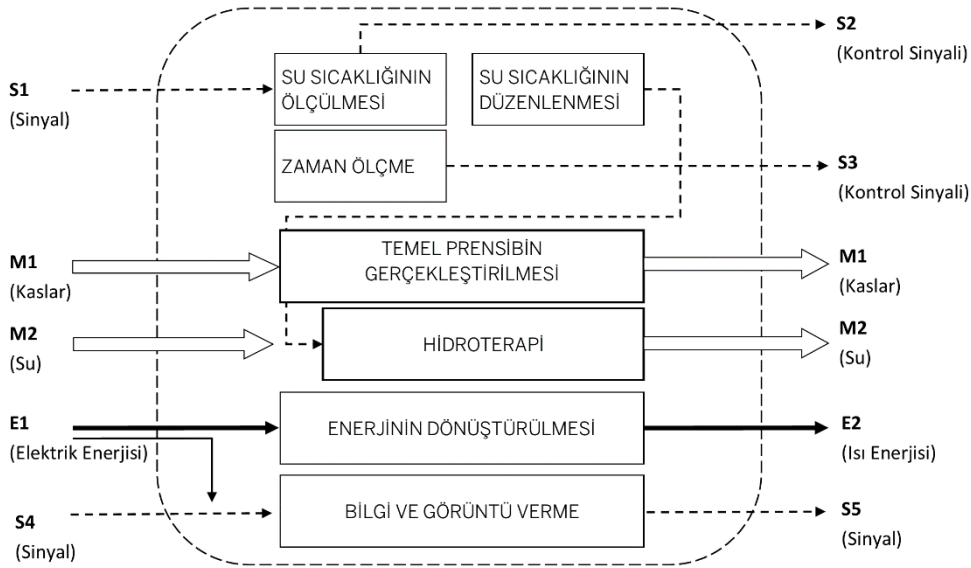 S2
(Kontrol Sinyali)
SU SICAKLIĞININ
ÖLÇÜLMESİ
SU SICAKLIĞININ
DÜZENLENMESİ
S1
(Sinyal)
ZAMAN ÖLÇME
S3
(Kontrol Sinyali)
M1
(Kaslar)
TEMEL PRENSİBİN
GERÇEKLEŞTİRİLMESİ
M1
(Kaslar)
M2
(Su)
HİDROTERAPİ
M2
(Su)
E1
(Elektrik Enerjisi)
ENERJİNİN DÖNÜŞTÜRÜLMESİ
E2
(Isı Enerjisi)
S4
(Sinyal)
BİLGİ VE GÖRÜNTÜ VERME
S5
(Sinyal)